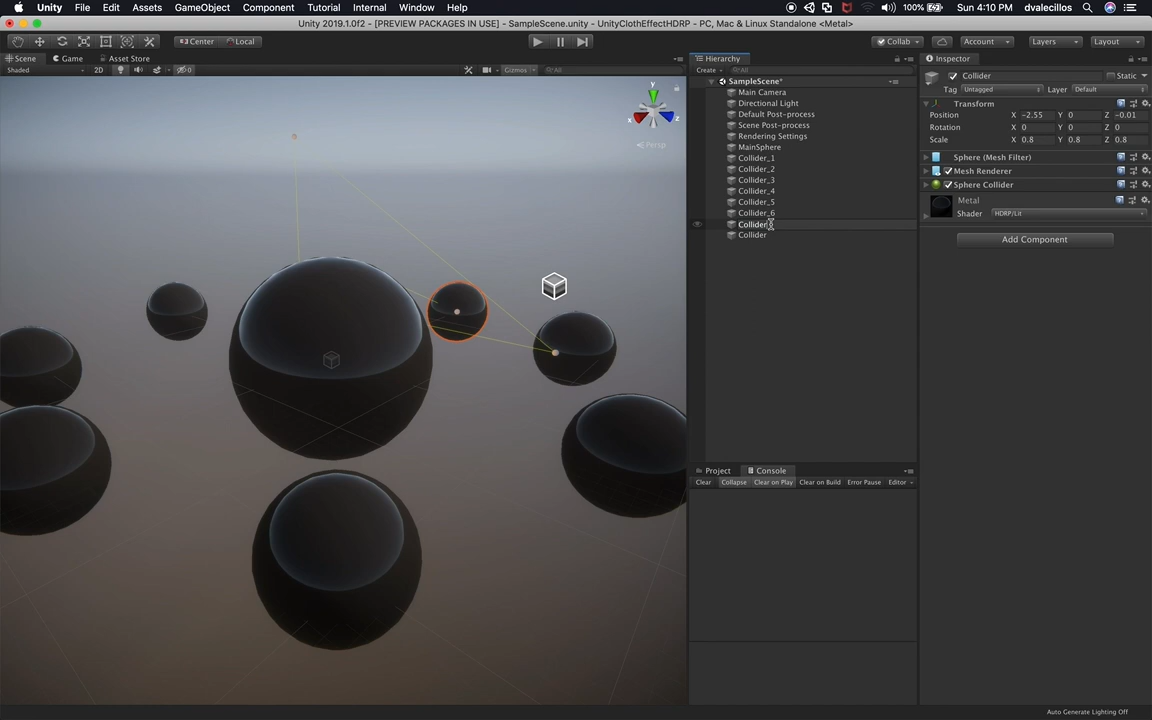 Unity File Edit Assets GameObject Component Tutorial Internal Window Help 100% Sun 4:10 PM dvalecillos
Unity 2019.1.0f2 - [PREVIEW PACKAGES IN USE] - SampleScene.unity - UnityClothEffectHDRP - PC, Mac & Linux Standalone <Metal>
Center Local Collab Account Layers Layout
Scene Game Asset Store Hierarchy Inspector
Shaded 2D 0 Gizmos All Create All
Collider Static
Tag Untagged Layer Default
SampleScene*
Main Camera
Directional Light
Default Post-process
Scene Post-process
Rendering Settings
MainSphere
Collider_1
Collider_2
Collider_3
Collider_4
Collider_5
Collider_6
Collider
Collider
Transform
Position X -2.55 Y 0 Z -0.01
Rotation X 0 Y 0 Z 0
Scale X 0.8 Y 0.8 Z 0.8
Sphere (Mesh Filter)
Mesh Renderer
Sphere Collider
Metal
Shader HDRP/Lit
Add Component
y
x z
Persp
Project Console
Clear Collapse Clear on Play Clear on Build Error Pause Editor
Auto Generate Lighting Off